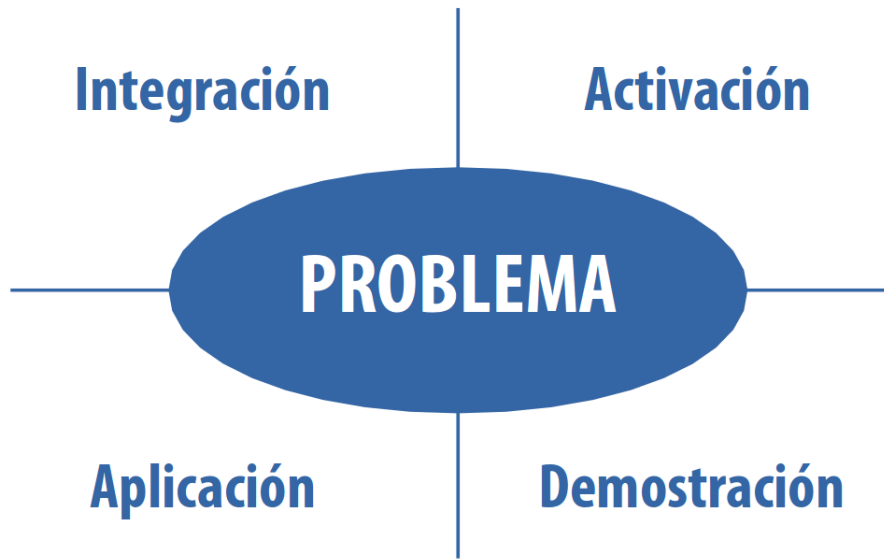 Integración
Activación
PROBLEMA
Aplicación
Demostración